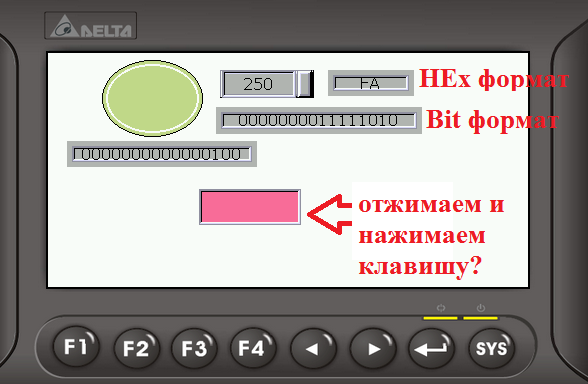 DELTA
250 FA HEx формат
0000000011111010 Bit формат
0000000000000100
отжимаем и
нажимаем
клавишу?
F1 F2 F3 F4 ◄ ► SYS